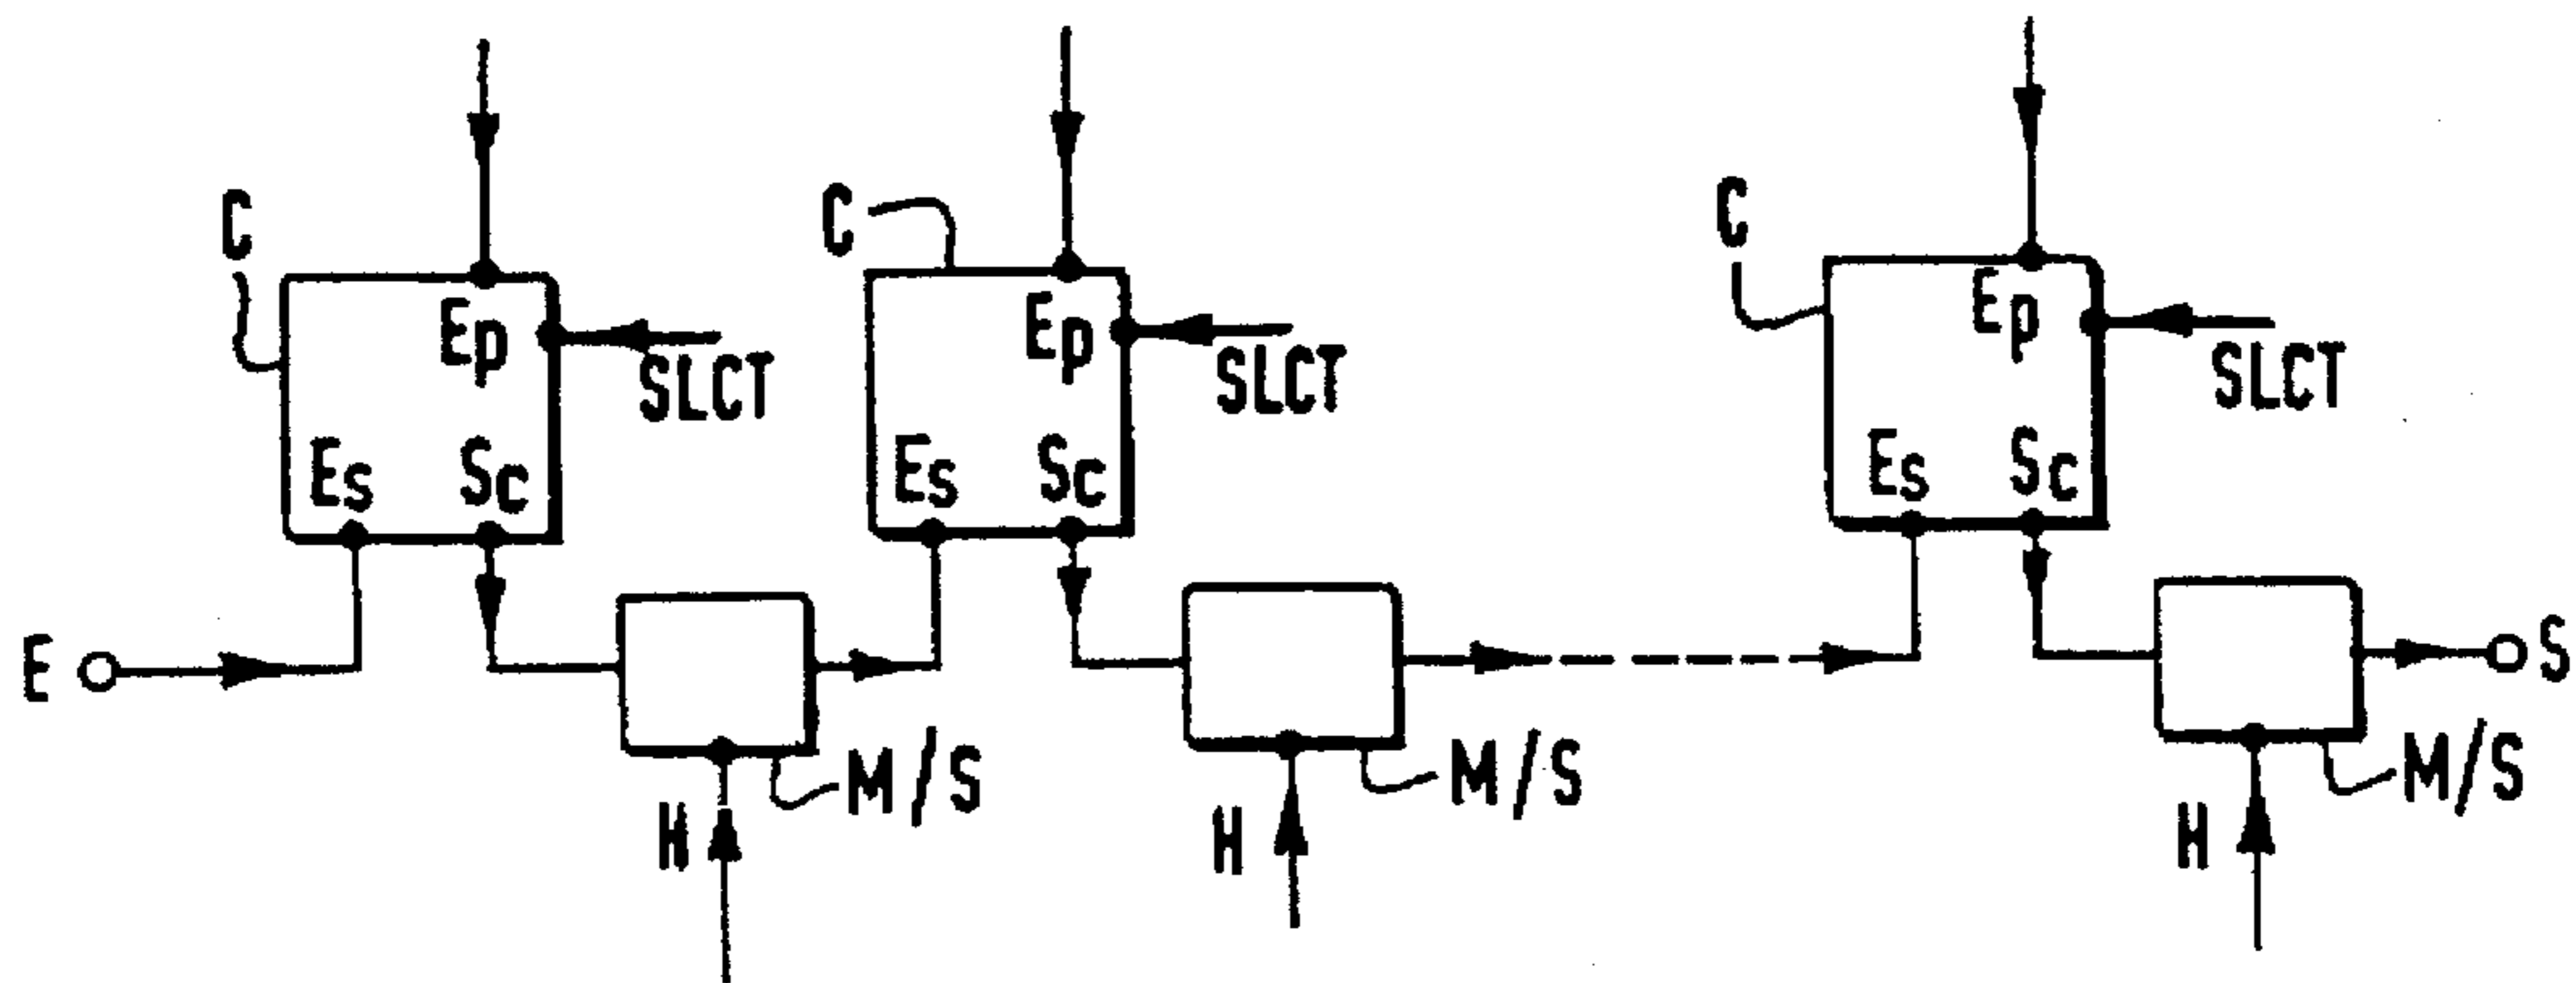 C C C
Ep Ep Ep
SLCT SLCT SLCT
Es Sc Es Sc Es Sc
E S
M/S M/S M/S
H H H